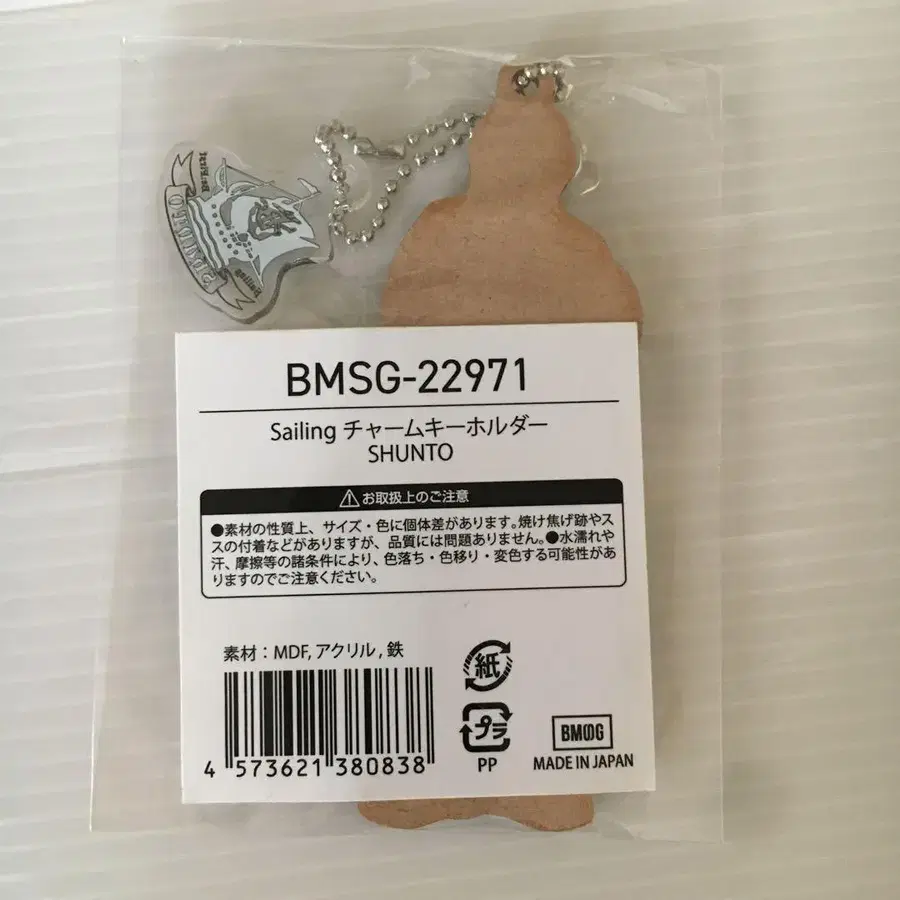 BMSG-22971
Sailing チャームキーホルダー
SHUNTO
お取扱上のご注意
●素材の性質上、サイズ・色に個体差があります。焼け焦げ跡やス
スの付着などがありますが、品質には問題ありません。●水濡れや
汗、摩擦等の諸条件により、色落ち・色移り・変色する可能性があ
りますのでご注意ください。
素材：MDF, アクリル , 鉄
紙
プラ
PP
4 573621 380838
BMSG
MADE IN JAPAN